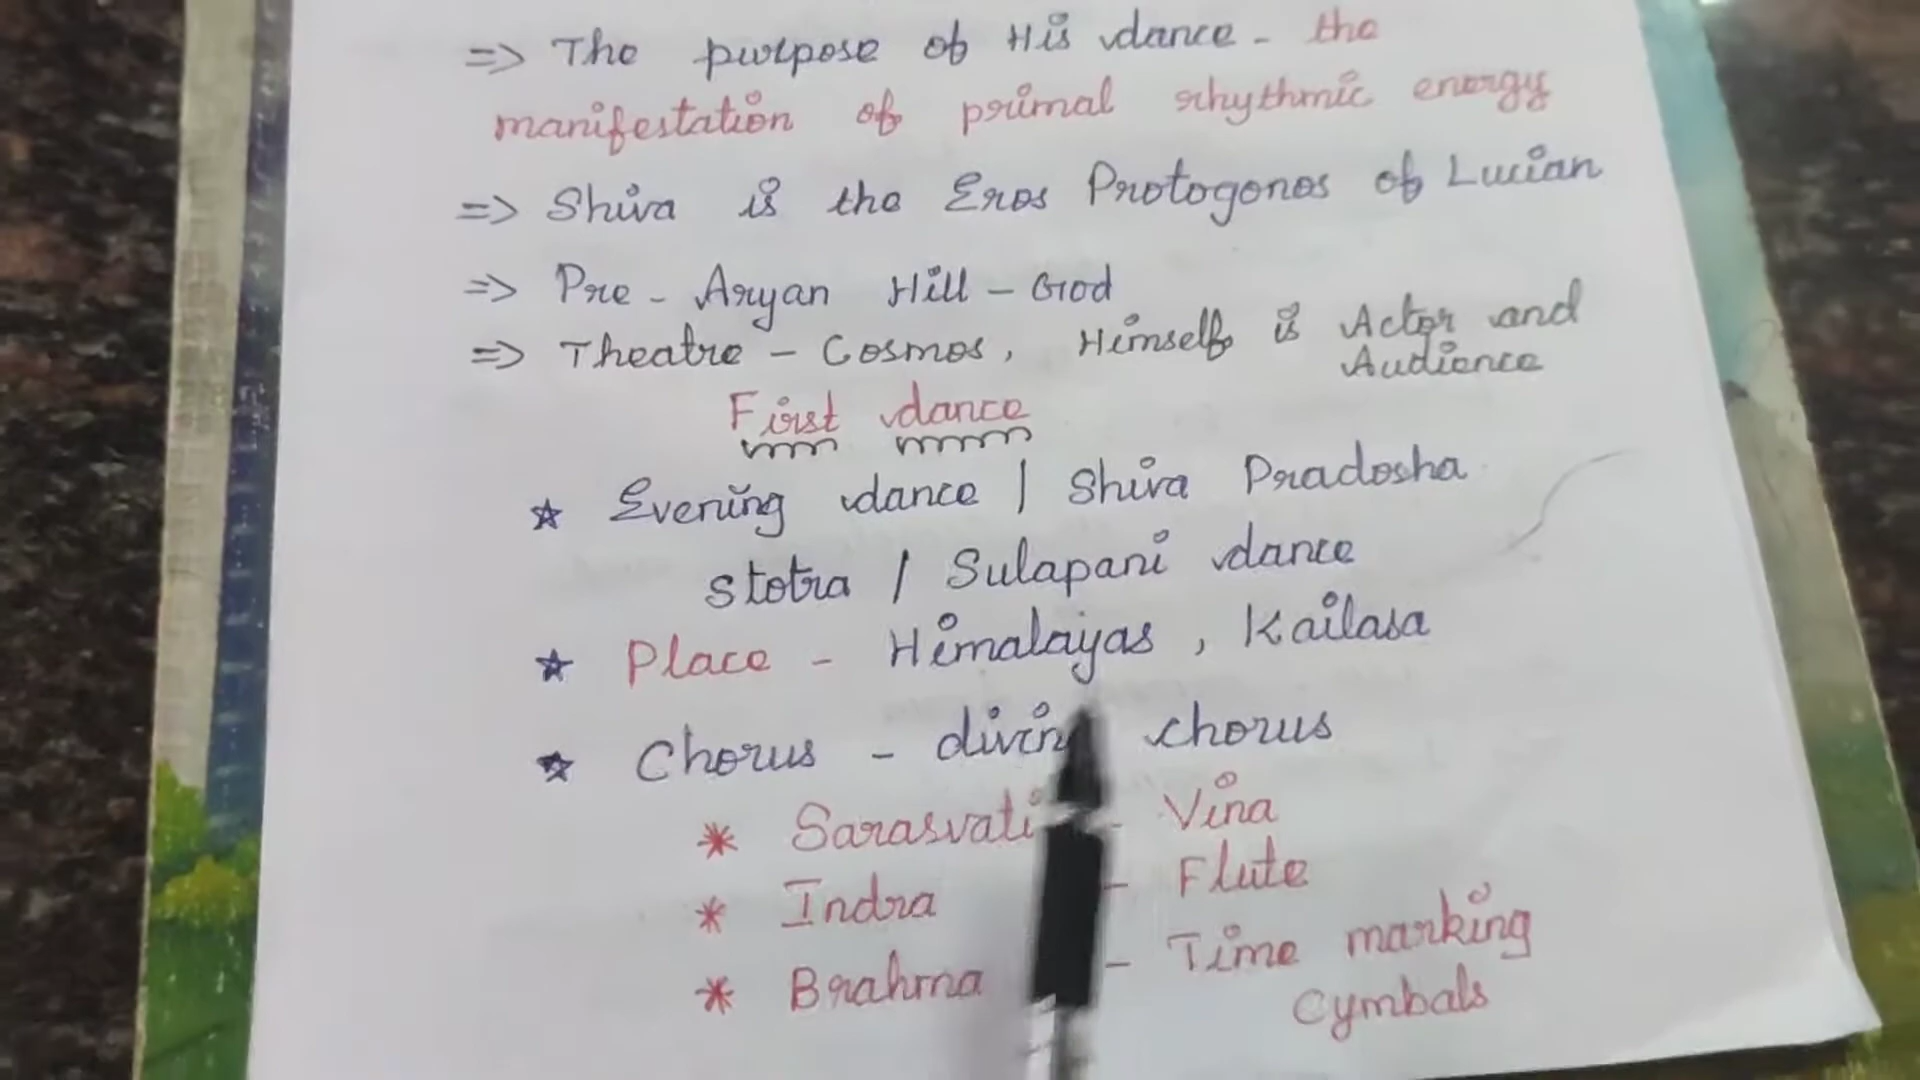 => The purpose of His dance - the
manifestation of primal rhythmic energy
=> Shiva is the Eros Protogonos of Lucian
=> Pre - Aryan Hill - God
=> Theatre - Cosmos, Himself is Actor and
Audience
First dance
☆ Evening dance / Shiva Pradosha
Stotra / Sulapani dance
☆ Place - Himalayas, Kailasa
☆ Chorus - divine chorus
* Sarasvati - Vina
* Indra - Flute
* Brahma - Time marking
Cymbals